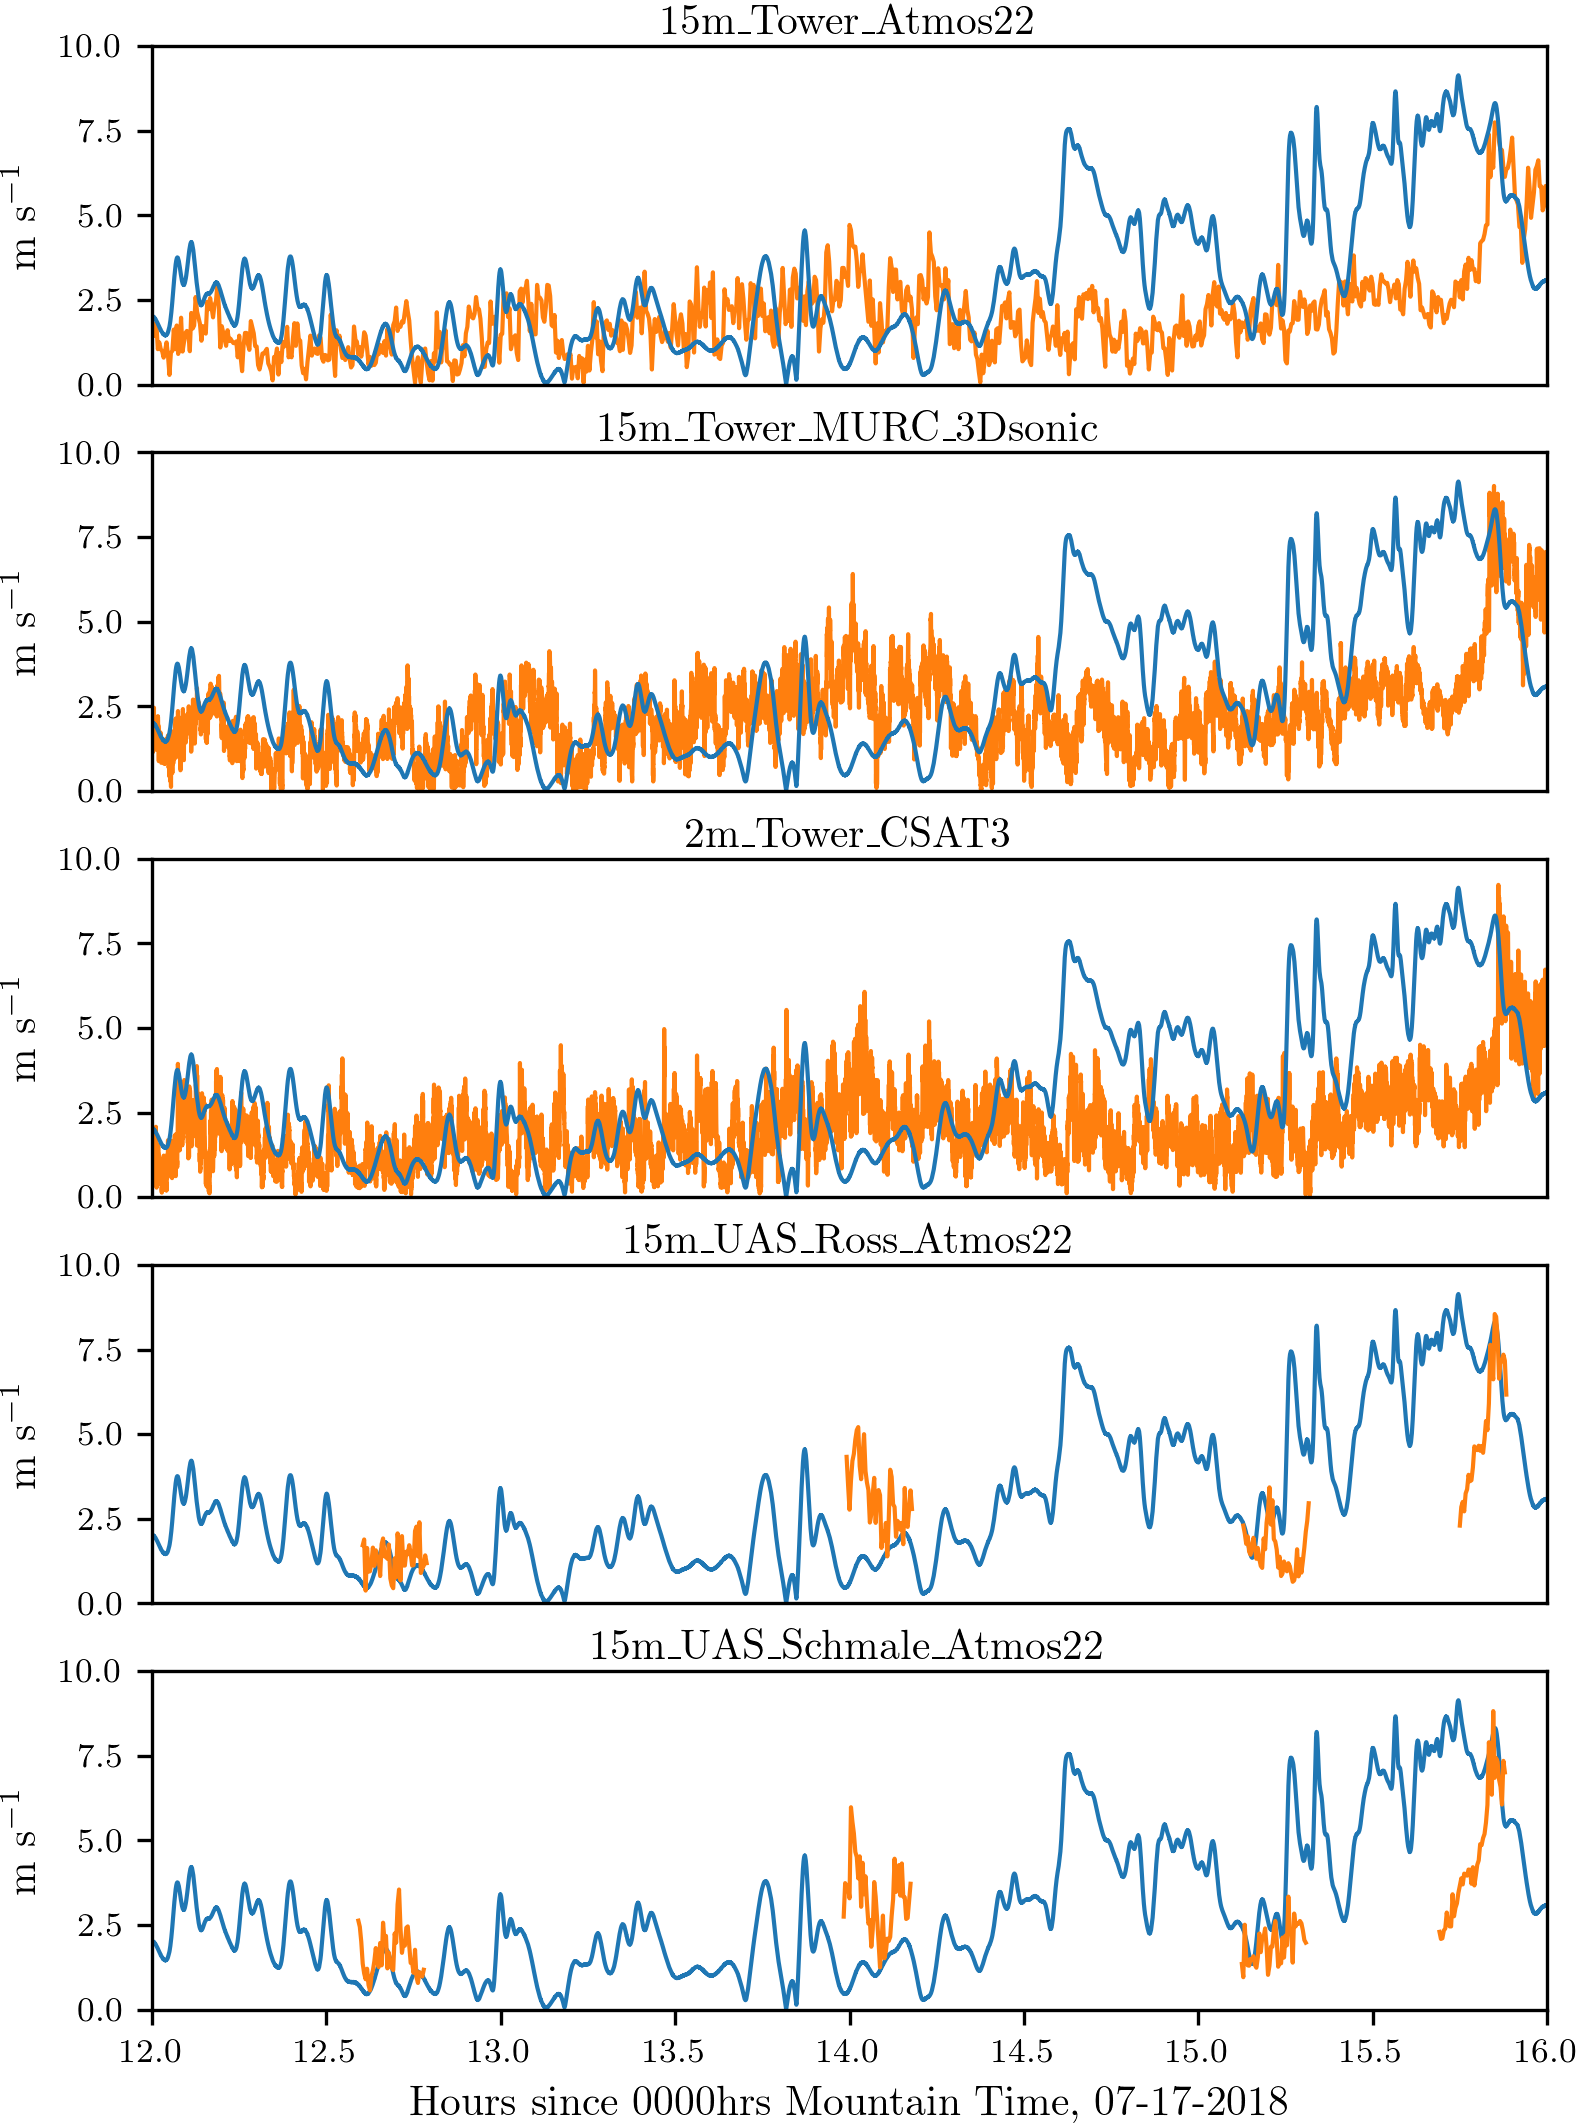 15m_Tower_Atmos22
10.0
7.5
5.0
2.5
0.0
m s⁻¹
15m_Tower_MURC_3Dsonic
10.0
7.5
5.0
2.5
0.0
m s⁻¹
2m_Tower_CSAT3
10.0
7.5
5.0
2.5
0.0
m s⁻¹
15m_UAS_Ross_Atmos22
10.0
7.5
5.0
2.5
0.0
m s⁻¹
15m_UAS_Schmale_Atmos22
10.0
7.5
5.0
2.5
0.0
m s⁻¹
12.0 12.5 13.0 13.5 14.0 14.5 15.0 15.5 16.0
Hours since 0000hrs Mountain Time, 07-17-2018